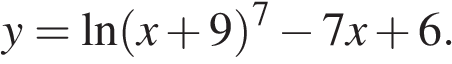 y = ln(x + 9)^7 − 7x + 6.